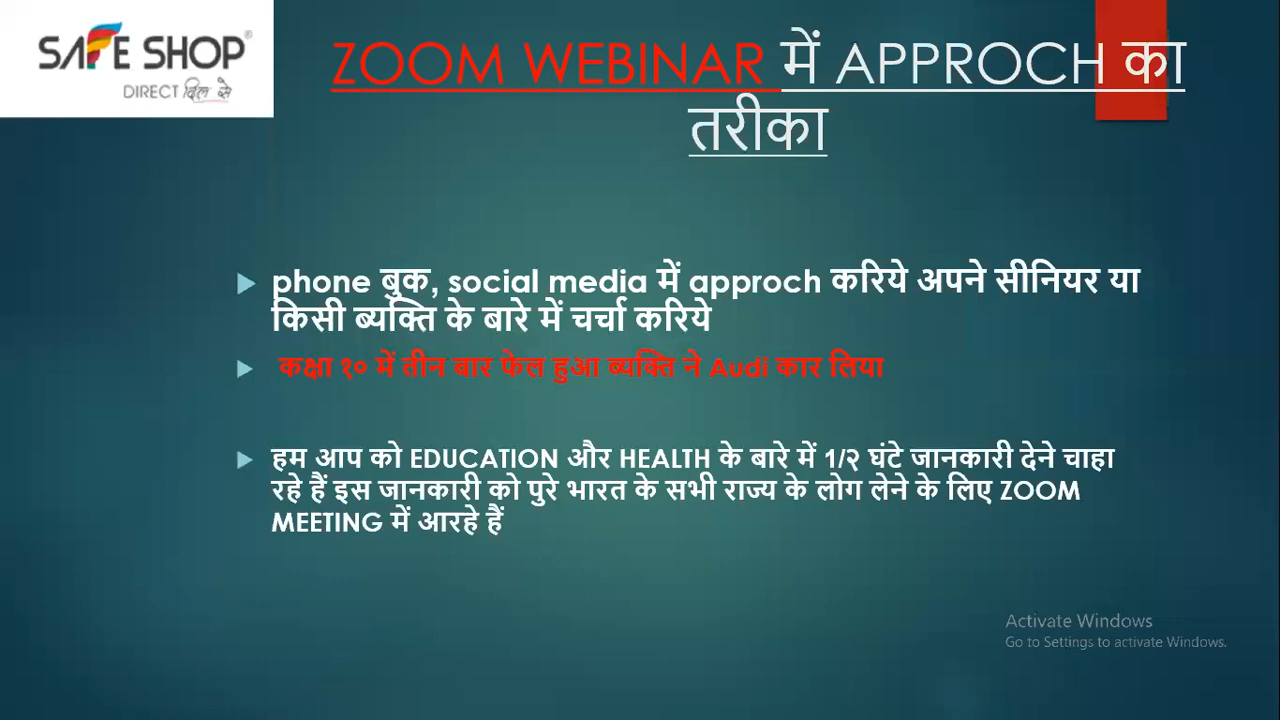 SAFE SHOP®
DIRECT दिल से
ZOOM WEBINAR में APPROCH का
तरीका
phone बुक, social media में approch करिये अपने सीनियर या
किसी ब्यक्ति के बारे में चर्चा करिये
कक्षा १० में तीन बार फेल हुआ ब्यक्ति ने Audi कार लिया
हम आप को EDUCATION और HEALTH के बारे में 1/२ घंटे जानकारी देने चाहा
रहे हैं इस जानकारी को पुरे भारत के सभी राज्य के लोग लेने के लिए ZOOM
MEETING में आरहे हैं
Activate Windows
Go to Settings to activate Windows.